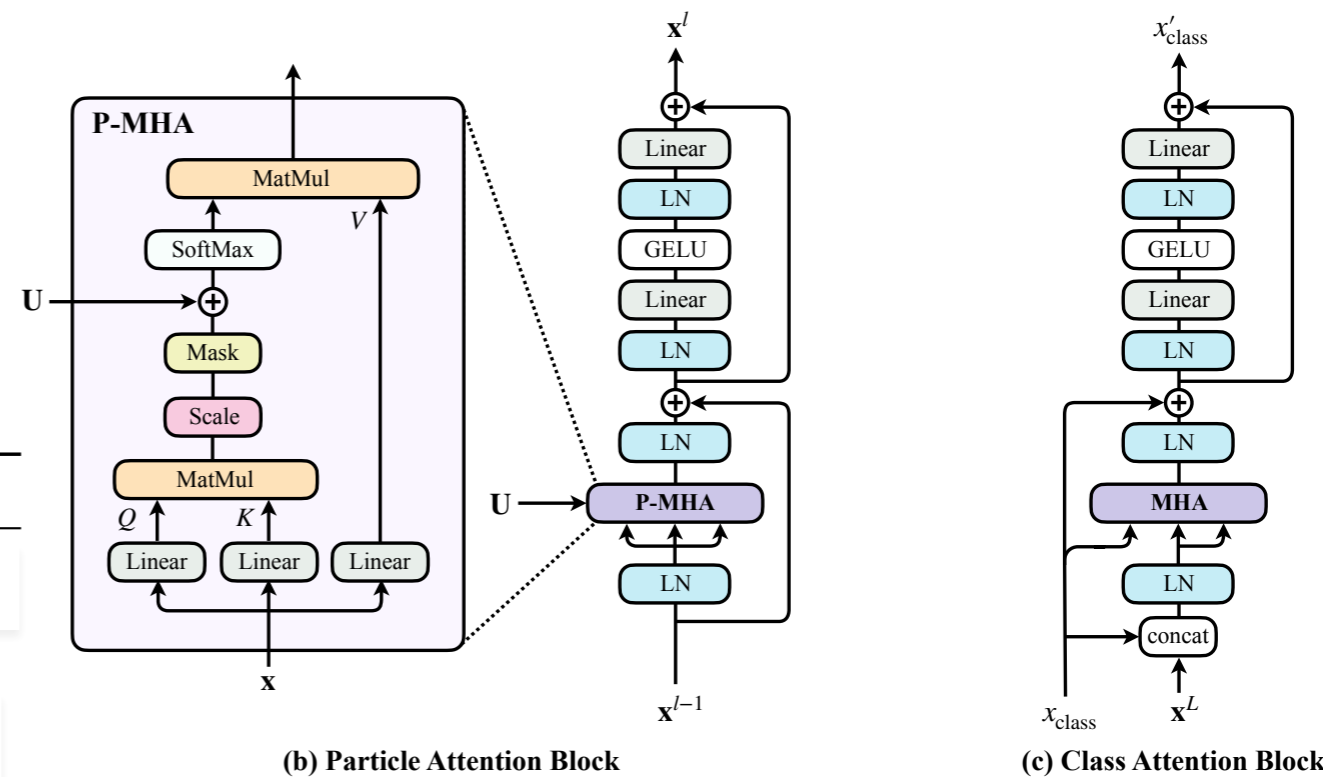 P-MHA
MatMul
V
SoftMax
U
+
Mask
Scale
MatMul
Q
K
Linear
Linear
Linear
x
x^l
+
Linear
LN
GELU
Linear
LN
+
LN
U
P-MHA
LN
x^{l−1}
(b) Particle Attention Block
x′_class
+
Linear
LN
GELU
Linear
LN
+
LN
MHA
LN
concat
x_class
x^L
(c) Class Attention Block